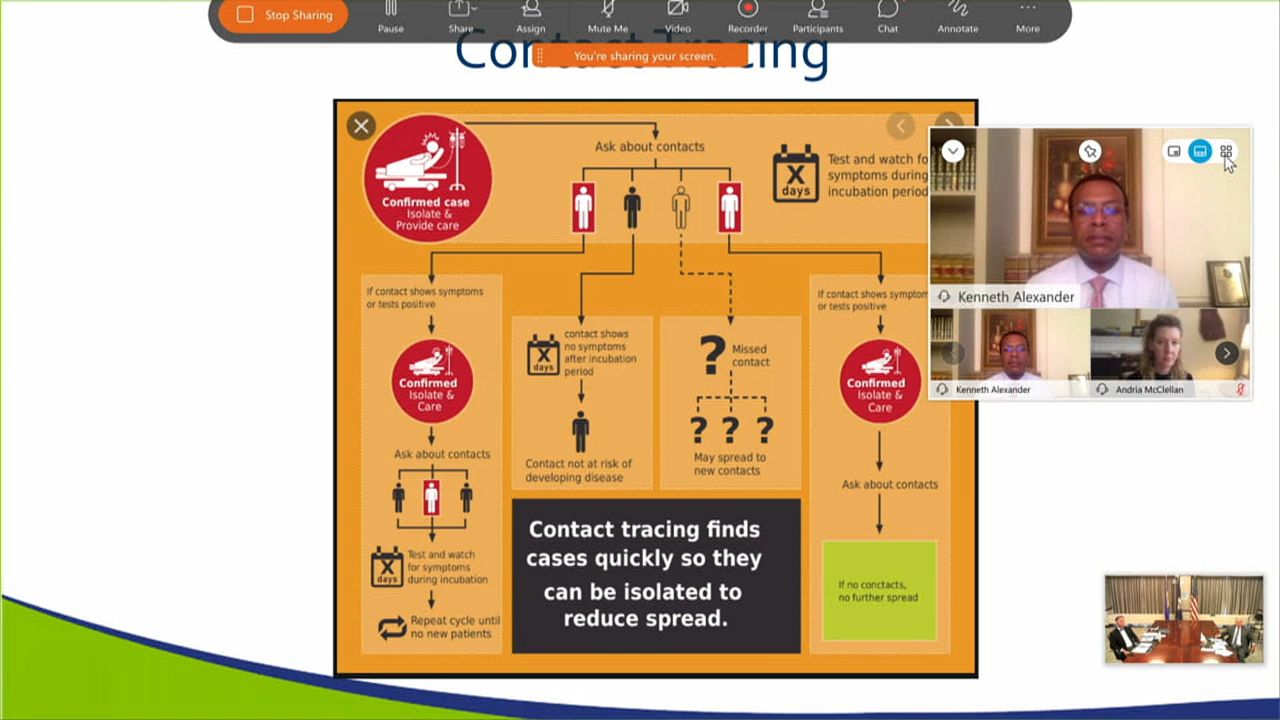 Stop Sharing
Pause
Share
Assign
Mute Me
Video
Recorder
Participants
Chat
Annotate
More
You're sharing your screen.
Contact Tracing
Confirmed case
Isolate &
Provide care
Ask about contacts
X
days
Test and watch fo
symptoms during
incubation period
If contact shows symptoms
or tests positive
Confirmed
Isolate &
Care
Ask about contacts
X
days
Test and watch
for symptoms
during incubation
Repeat cycle until
no new patients
X
days
contact shows
no symptoms
after incubation
period
Contact not at risk of
developing disease
?
Missed
contact
? ? ?
May spread to
new contacts
Contact tracing finds
cases quickly so they
can be isolated to
reduce spread.
If contact shows symptom
or tests positive
Confirmed
Isolate &
Care
Ask about contacts
If no conctacts,
no further spread
Kenneth Alexander
Kenneth Alexander
Andria McClellan